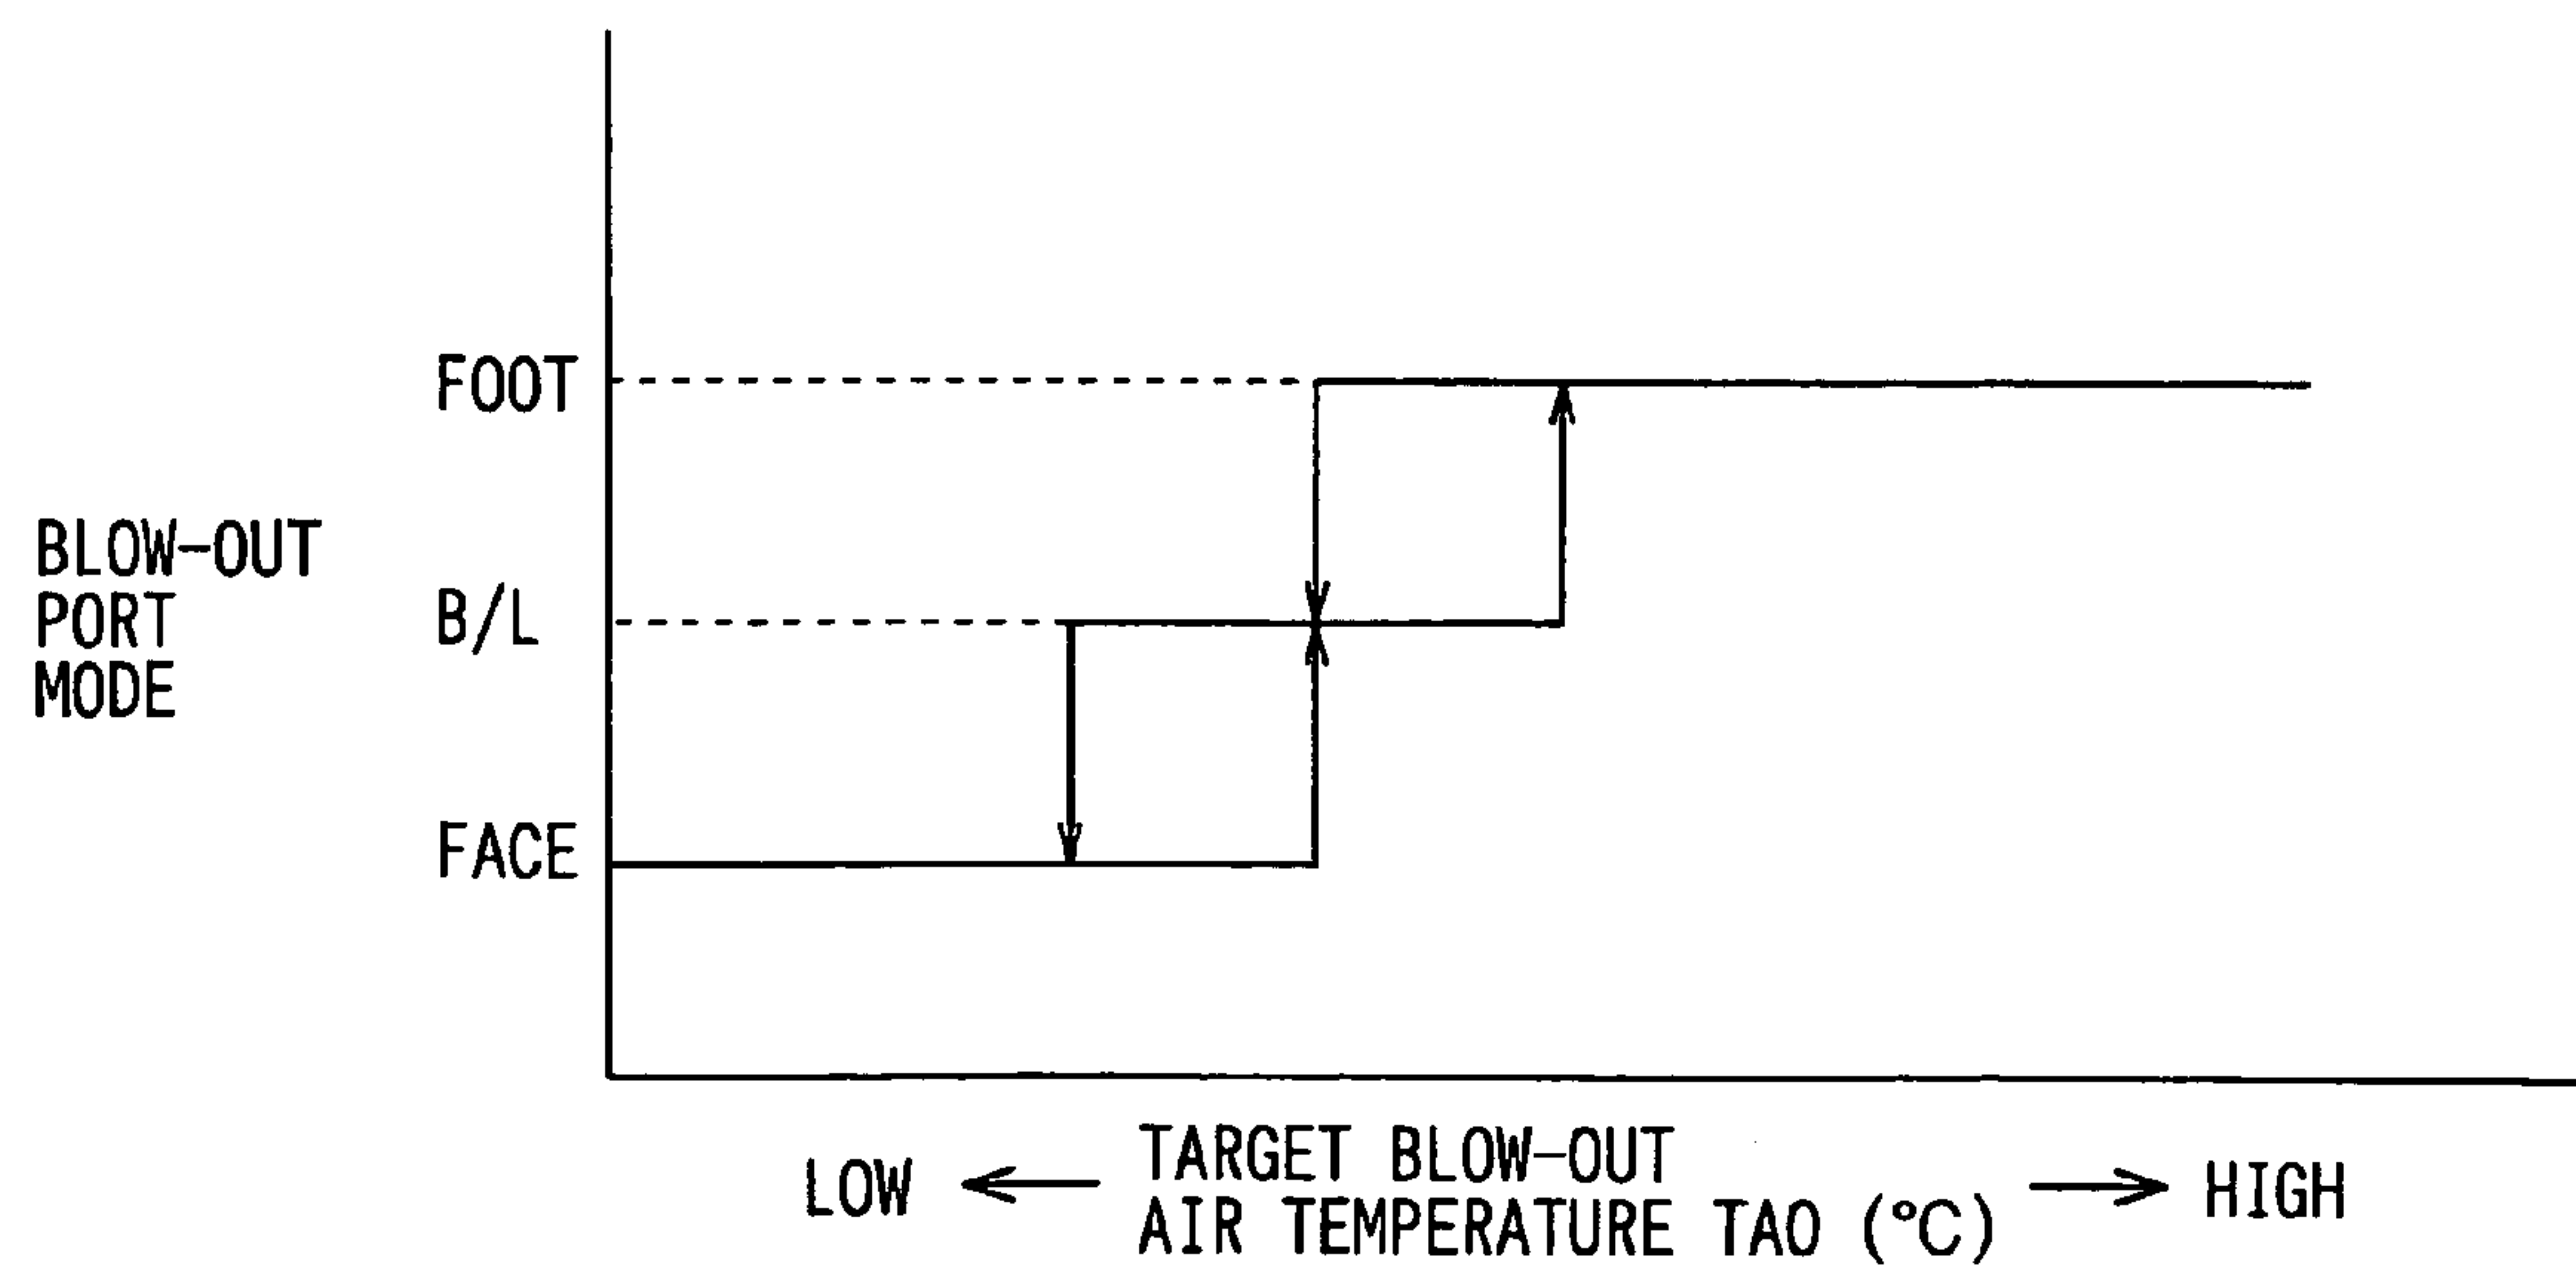 FOOT
BLOW-OUT
PORT
MODE
B/L
FACE
LOW
TARGET BLOW-OUT
AIR TEMPERATURE TAO (°C)
HIGH